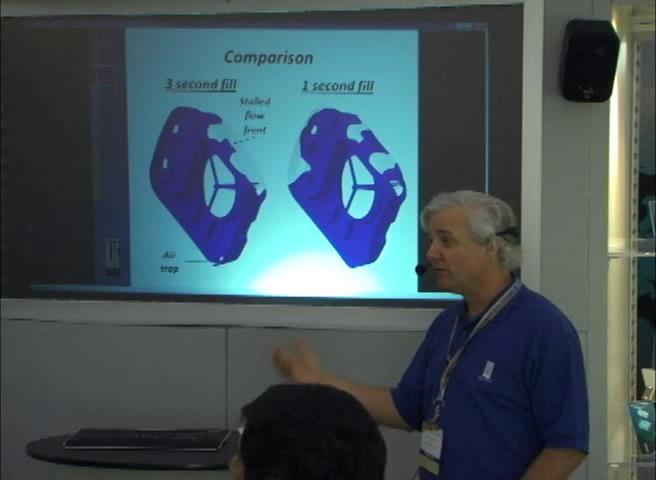 Comparison
3 second fill
1 second fill
Stalled
flow
front
Air
trap